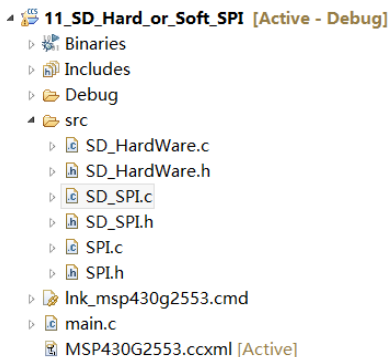 11_SD_Hard_or_Soft_SPI [Active - Debug]
Binaries
Includes
Debug
src
SD_HardWare.c
SD_HardWare.h
SD_SPI.c
SD_SPI.h
SPI.c
SPI.h
lnk_msp430g2553.cmd
main.c
MSP430G2553.ccxml [Active]